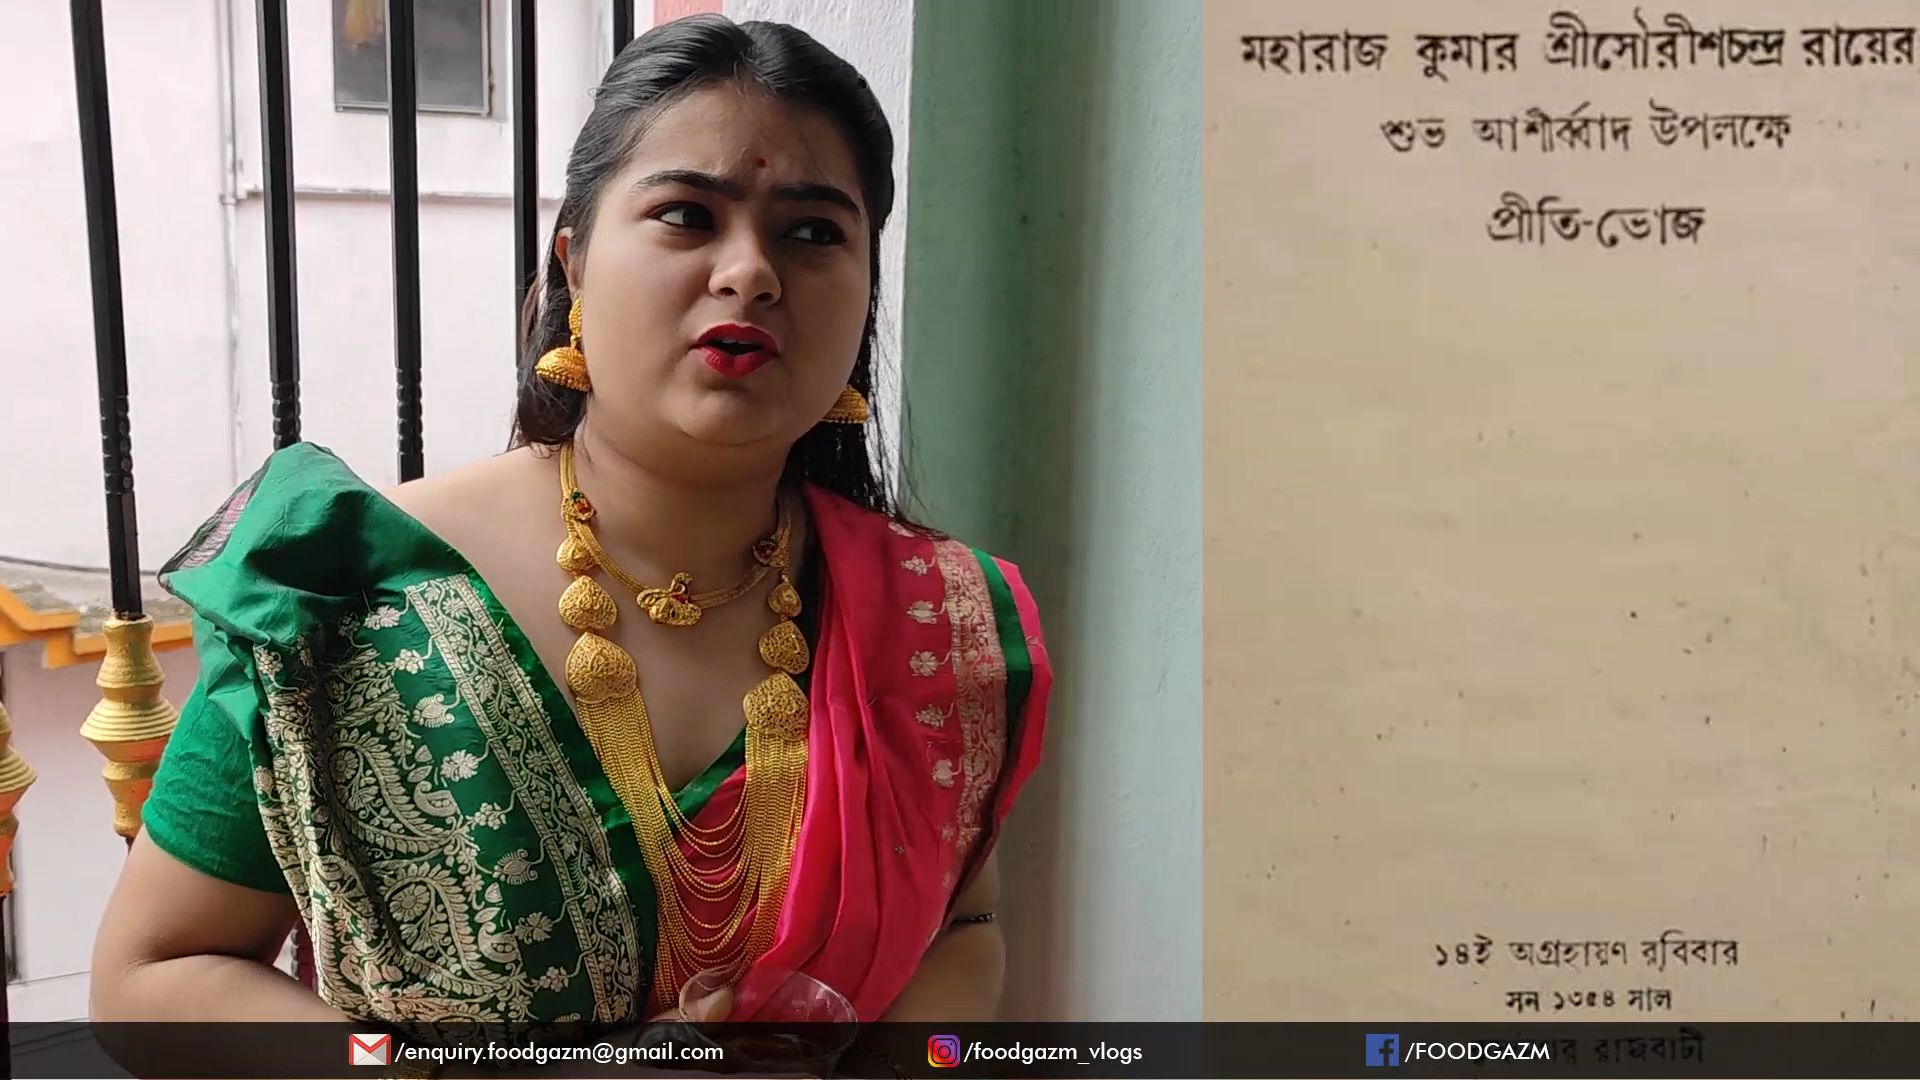 মহারাজ কুমার শ্রীসৌরীশচন্দ্র রায়ের
শুভ আশীর্ব্বাদ উপলক্ষে
প্রীতি-ভোজ
১৪ই অগ্রহায়ণ রবিবার
সন ১৩৫৪ সাল
রাজবাটী
/enquiry.foodgazm@gmail.com
/foodgazm_vlogs
/FOODGAZM